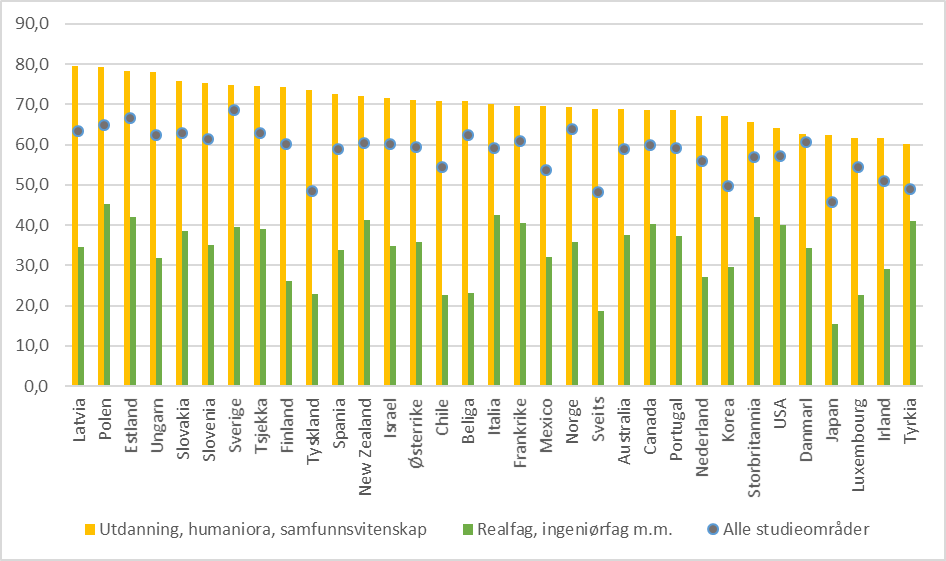 90,0
80,0
70,0
60,0
50,0
40,0
30,0
20,0
10,0
0,0
Latvia
Polen
Estland
Ungarn
Slovakia
Slovenia
Sverige
Tsjekka
Finland
Tyskland
Spania
New Zealand
Israel
Østerrike
Chile
Beliga
Italia
Frankrike
Mexico
Norge
Sveits
Australia
Canada
Portugal
Nederland
Korea
Storbritannia
USA
Danmarl
Japan
Luxembourg
Irland
Tyrkia
Utdanning, humaniora, samfunnsvitenskap
Realfag, ingeniørfag m.m.
Alle studieområder